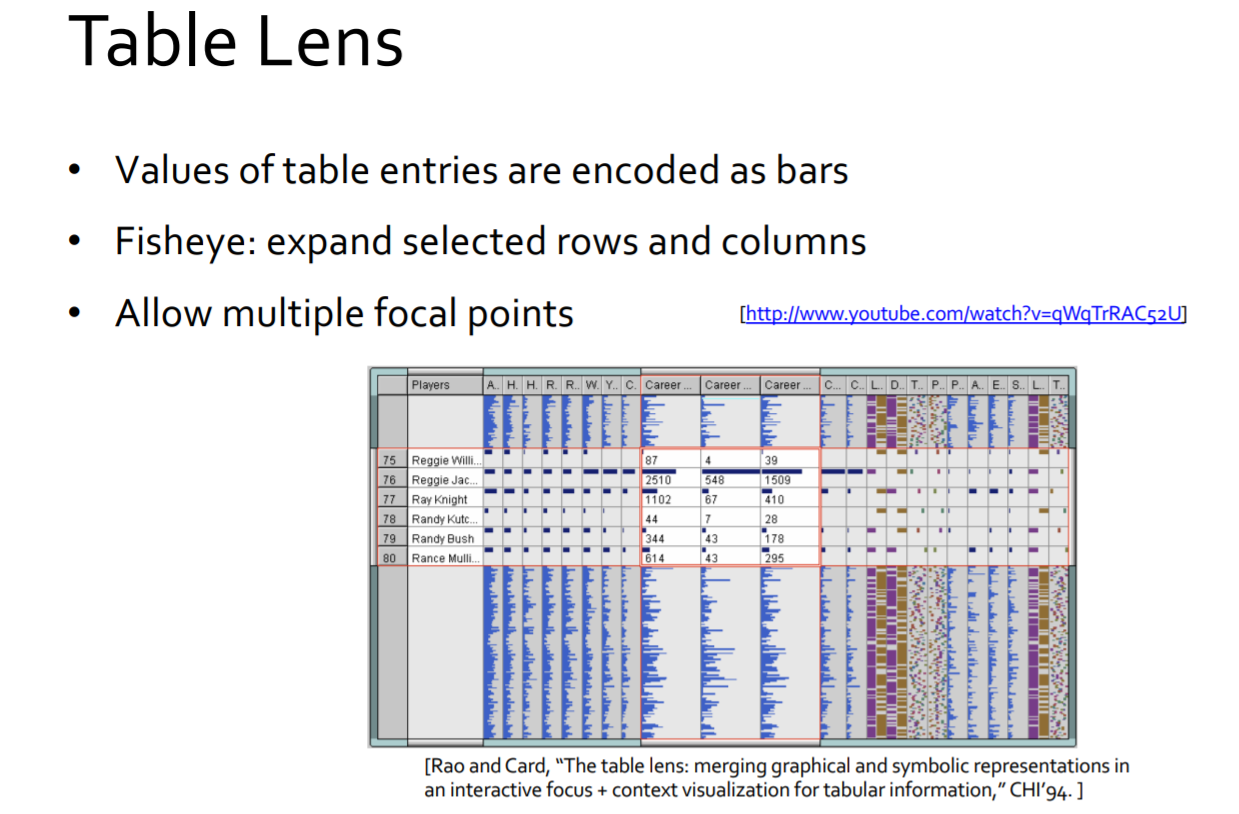 Table Lens
• Values of table entries are encoded as bars
• Fisheye: expand selected rows and columns
• Allow multiple focal points [http://www.youtube.com/watch?v=qWqTrRAC52U]
Players A.. H. H. R. R.. W. Y.. C. Career ... Career ... Career ... C... C.. L.. D.. T.. P.. P.. A.. E.. S.. L.. T..
75 Reggie Willi... 87 4 39
76 Reggie Jac... 2510 548 1509
77 Ray Knight 1102 67 410
78 Randy Kutc... 44 7 28
79 Randy Bush 344 43 178
80 Rance Mulli... 614 43 295
[Rao and Card, “The table lens: merging graphical and symbolic representations in
an interactive focus + context visualization for tabular information,” CHI’94. ]